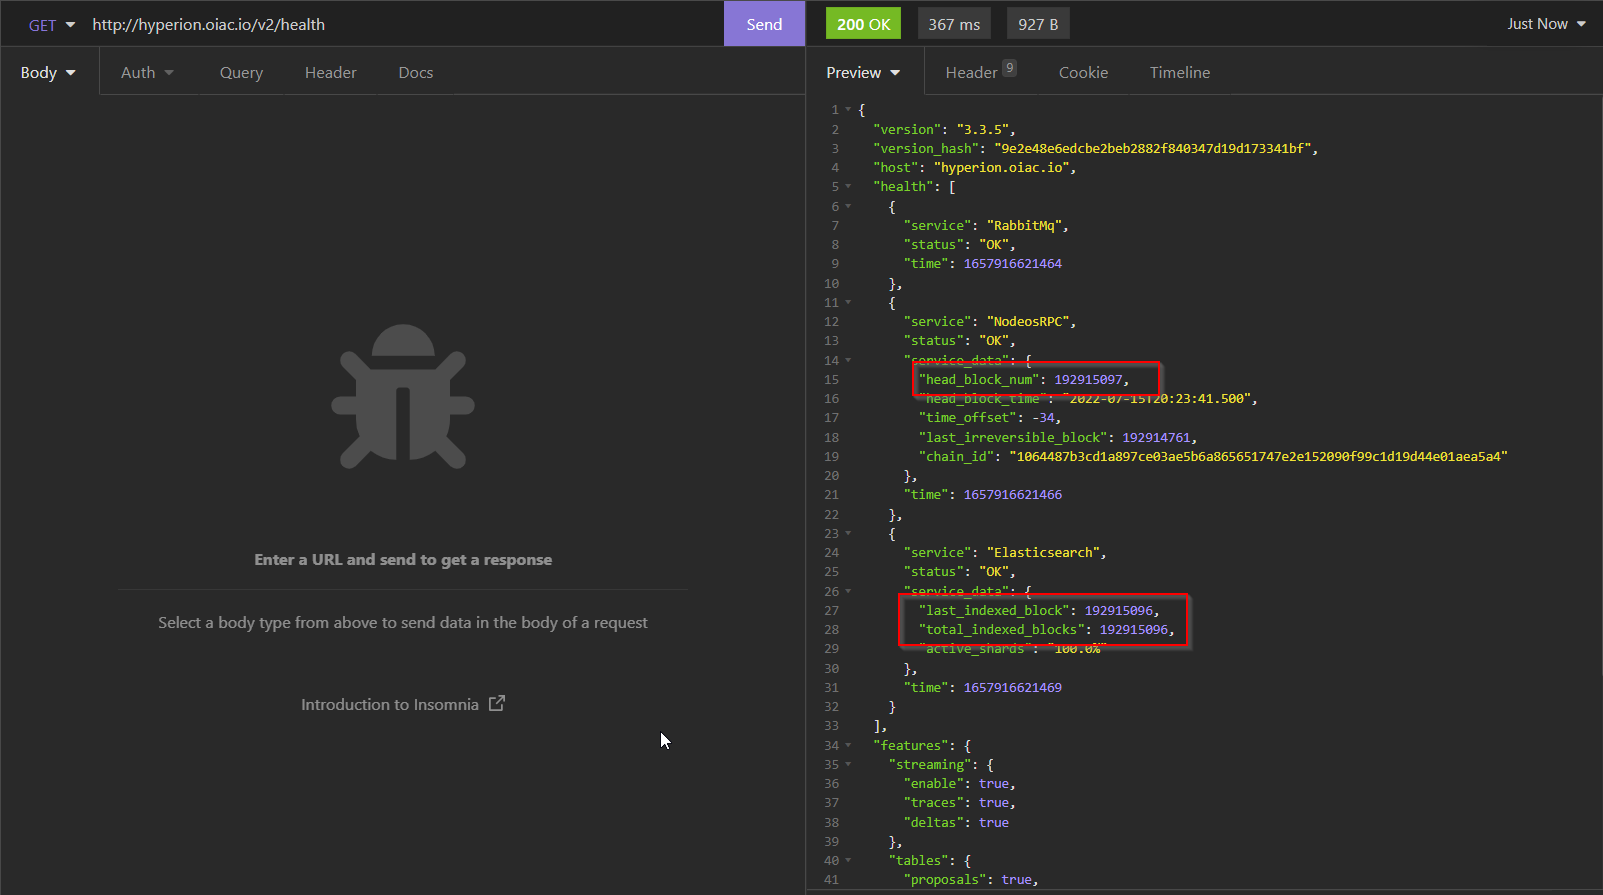 GET http://hyperion.oiac.io/v2/health Send
Body Auth Query Header Docs
Enter a URL and send to get a response
Select a body type from above to send data in the body of a request
Introduction to Insomnia
200 OK 367 ms 927 B Just Now
Preview Header 9 Cookie Timeline
1 {
2 "version": "3.3.5",
3 "version_hash": "9e2e48e6edcbe2beb2882f840347d19d173341bf",
4 "host": "hyperion.oiac.io",
5 "health": [
6 {
7 "service": "RabbitMq",
8 "status": "OK",
9 "time": 1657916621464
10 },
11 {
12 "service": "NodeosRPC",
13 "status": "OK",
14 "service_data": {
15 "head_block_num": 192915097,
16 "head_block_time": "2022-07-15T20:23:41.500",
17 "time_offset": -34,
18 "last_irreversible_block": 192914761,
19 "chain_id": "1064487b3cd1a897ce03ae5b6a865651747e2e152090f99c1d19d44e01aea5a4"
20 },
21 "time": 1657916621466
22 },
23 {
24 "service": "Elasticsearch",
25 "status": "OK",
26 "service_data": {
27 "last_indexed_block": 192915096,
28 "total_indexed_blocks": 192915096,
29 "active_shards": "100.0%"
30 },
31 "time": 1657916621469
32 }
33 ],
34 "features": {
35 "streaming": {
36 "enable": true,
37 "traces": true,
38 "deltas": true
39 },
40 "tables": {
41 "proposals": true,